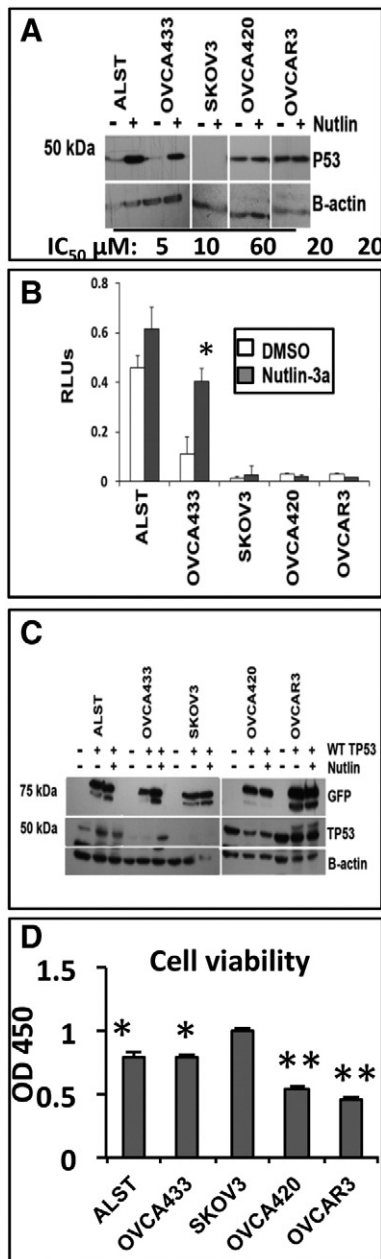 A
ALST
OVCA433
SKOV3
OVCA420
OVCAR3
- + - + - + - + - + Nutlin
50 kDa
P53
B-actin
IC50 µM: 5 10 60 20 20
B
RLUs
0.8
0.6
0.4
0.2
0
*
DMSO
Nutlin-3a
ALST
OVCA433
SKOV3
OVCA420
OVCAR3
C
ALST
OVCA433
SKOV3
OVCA420
OVCAR3
- + + - + + - + + - + + - + + WT TP53
+ + + + + Nutlin
75 kDa
GFP
50 kDa
TP53
B-actin
D
Cell viability
OD 450
1.5
1
0.5
0
* * ** **
ALST
OVCA433
SKOV3
OVCA420
OVCAR3